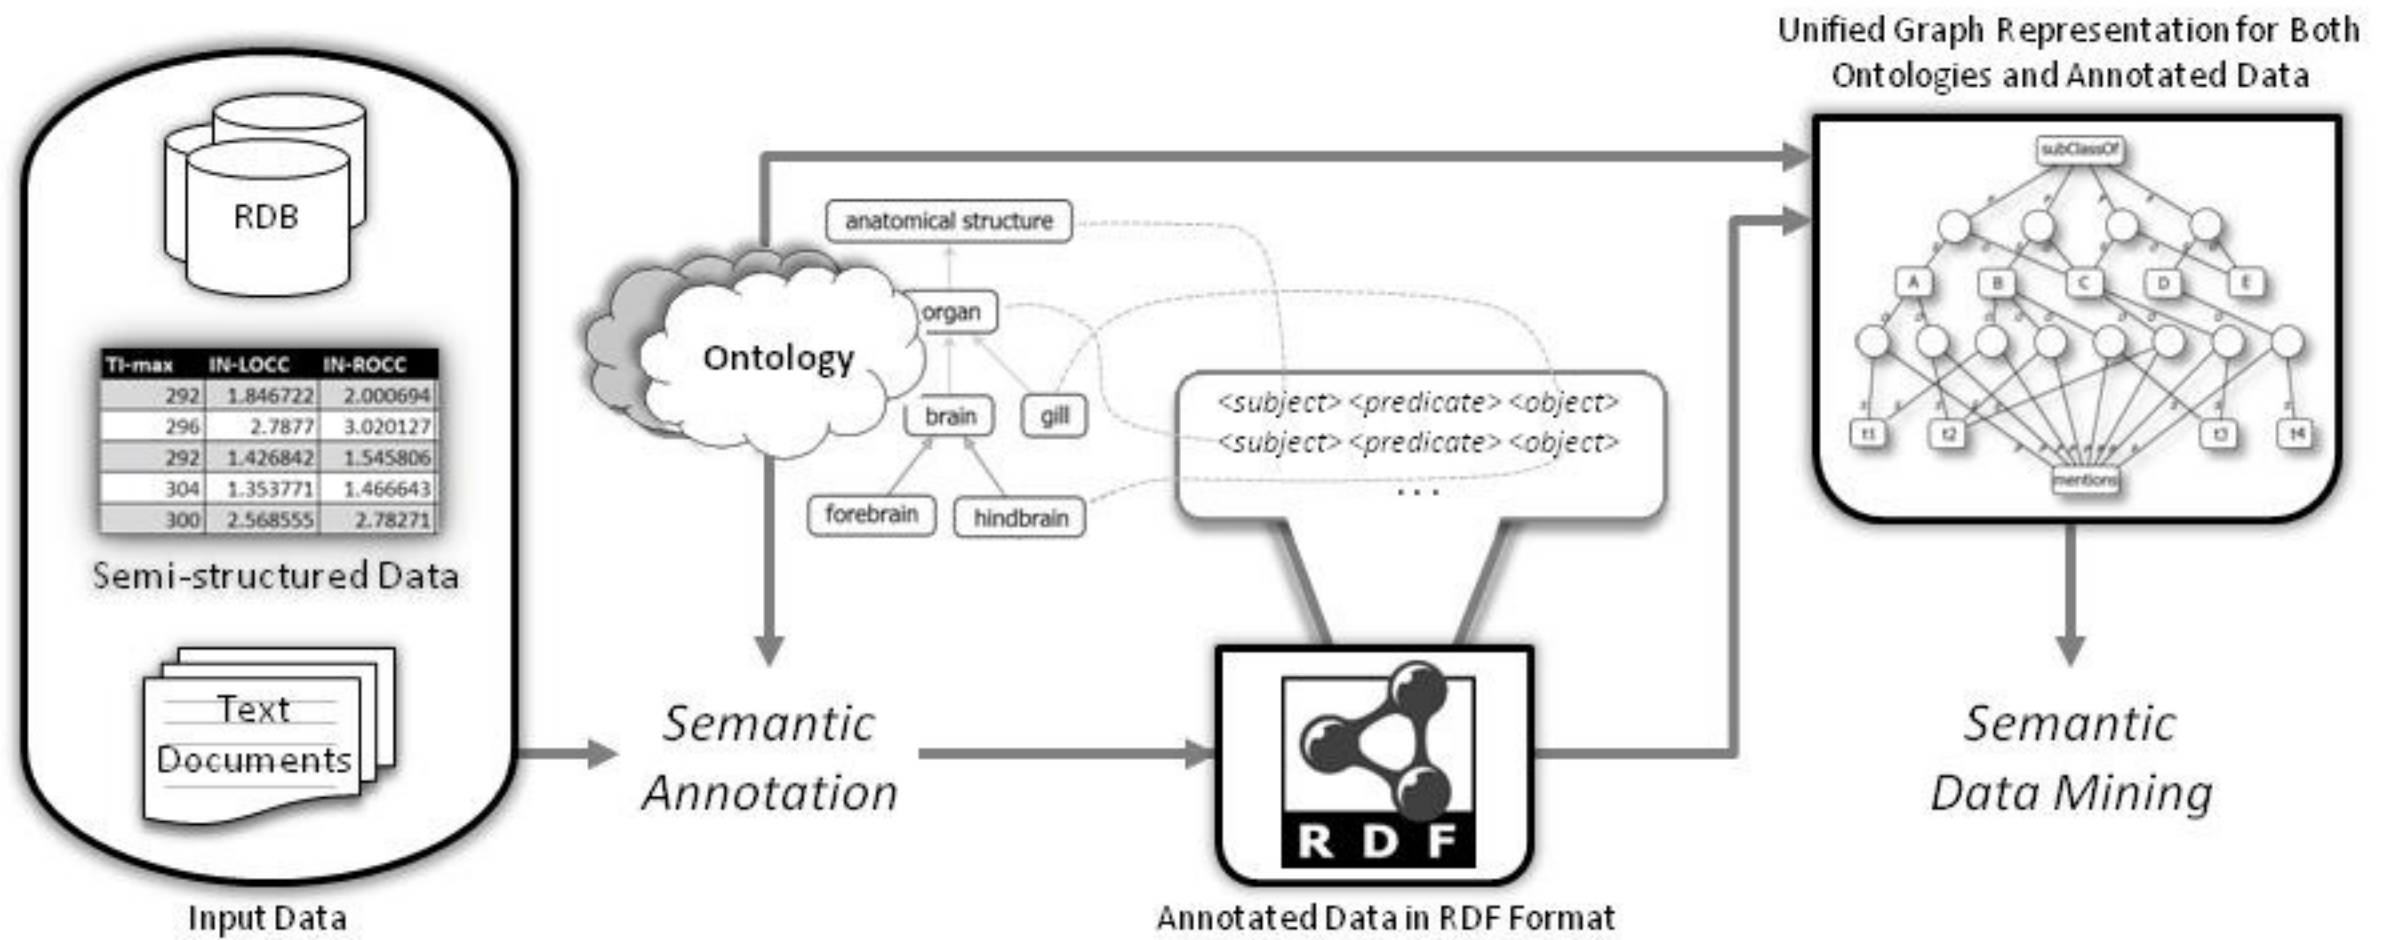 Unified Graph Representation for Both
Ontologies and Annotated Data
RDB
TI-max IN-LOCC IN-ROCC
292 1.846722 2.000694
296 2.7877 3.020127
292 1.426842 1.545806
304 1.353771 1.466643
300 2.568555 2.78271
Semi-structured Data
Text
Documents
Input Data
Ontology
anatomical structure
organ
brain
gill
forebrain
hindbrain
Semantic
Annotation
<subject> <predicate> <object>
<subject> <predicate> <object>
...
RDF
Annotated Data in RDF Format
subClassOf
A B C D E
t1 t2 t3 t4
mentions
Semantic
Data Mining